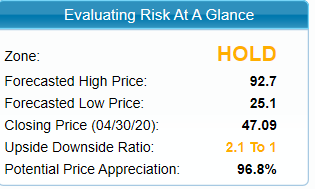 Evaluating Risk At A Glance
Zone: HOLD
Forecasted High Price: 92.7
Forecasted Low Price: 25.1
Closing Price (04/30/20): 47.09
Upside Downside Ratio: 2.1 To 1
Potential Price Appreciation: 96.8%